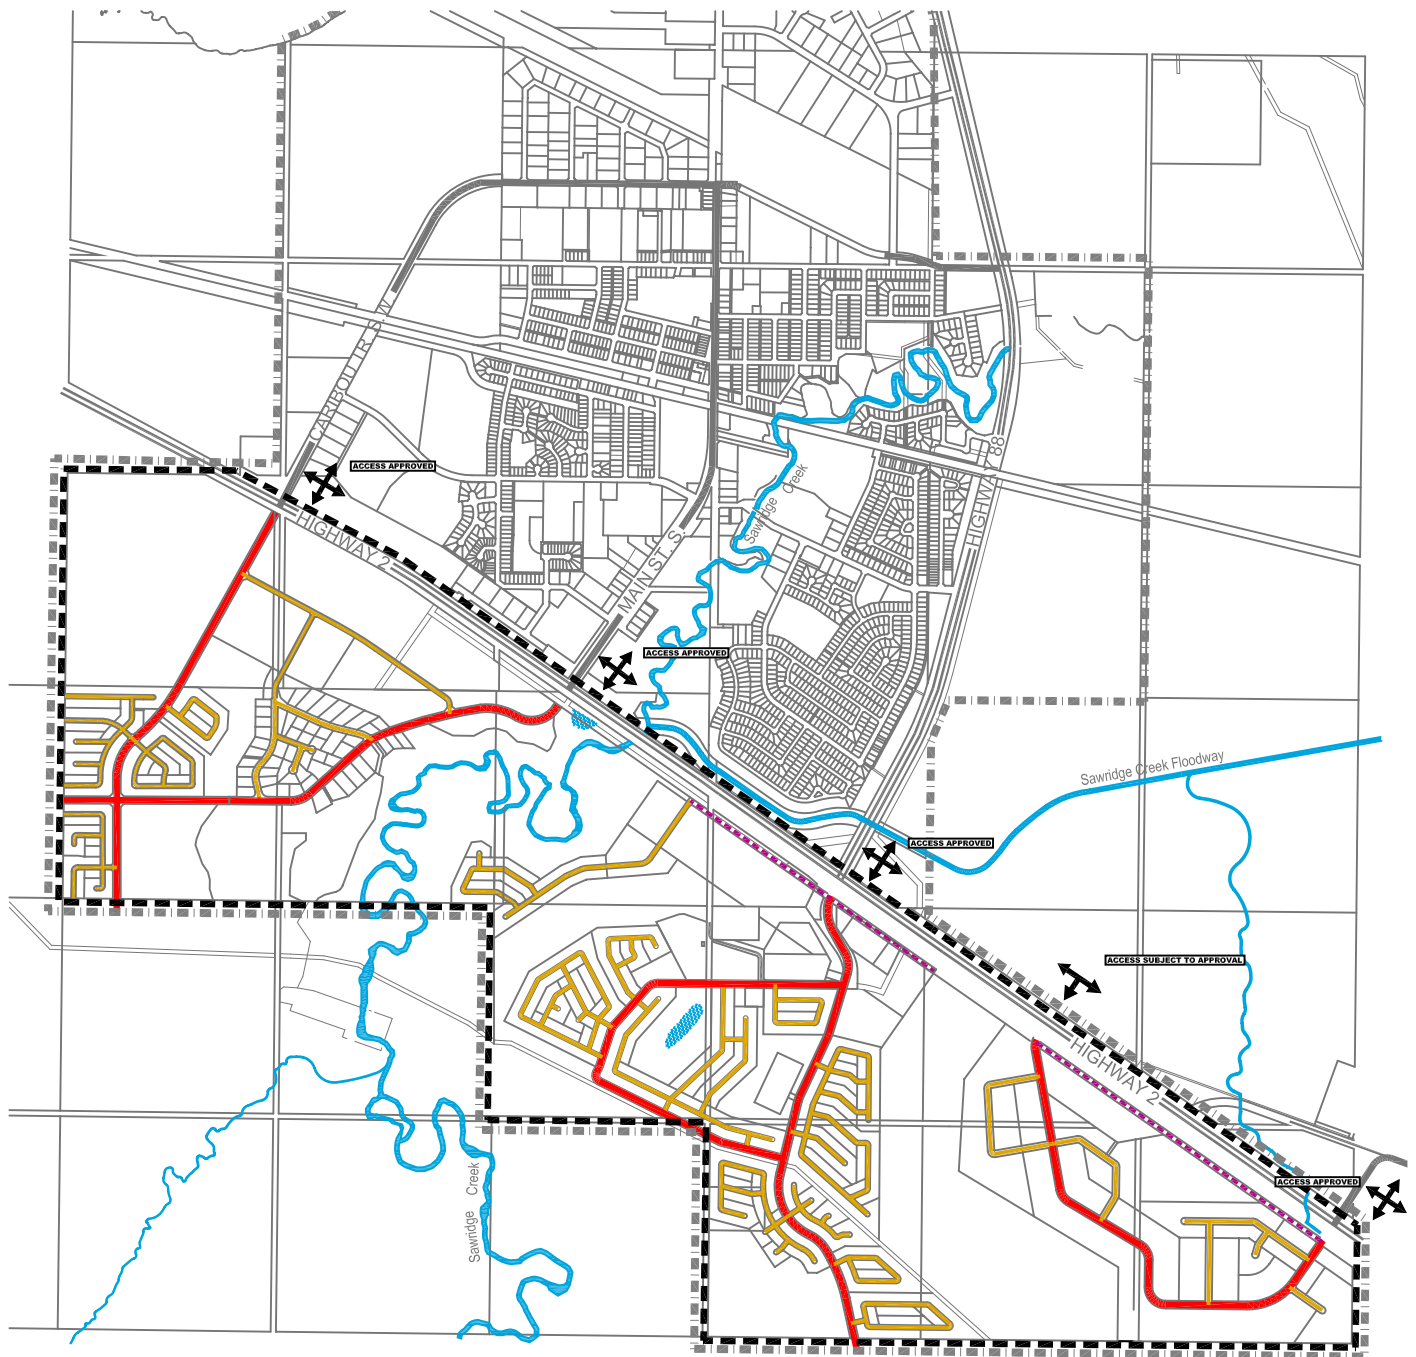 CARIBOU TR. S. N.
ACCESS APPROVED
HIGHWAY 2
HIGHWAY 88
Sawridge Creek
MAIN ST. S.
ACCESS APPROVED
Sawridge Creek Floodway
ACCESS APPROVED
ACCESS SUBJECT TO APPROVAL
HIGHWAY 2
ACCESS APPROVED
Sawridge Creek